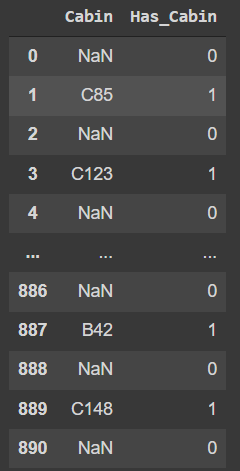 Cabin Has_Cabin
0 NaN 0
1 C85 1
2 NaN 0
3 C123 1
4 NaN 0
... ... ...
886 NaN 0
887 B42 1
888 NaN 0
889 C148 1
890 NaN 0